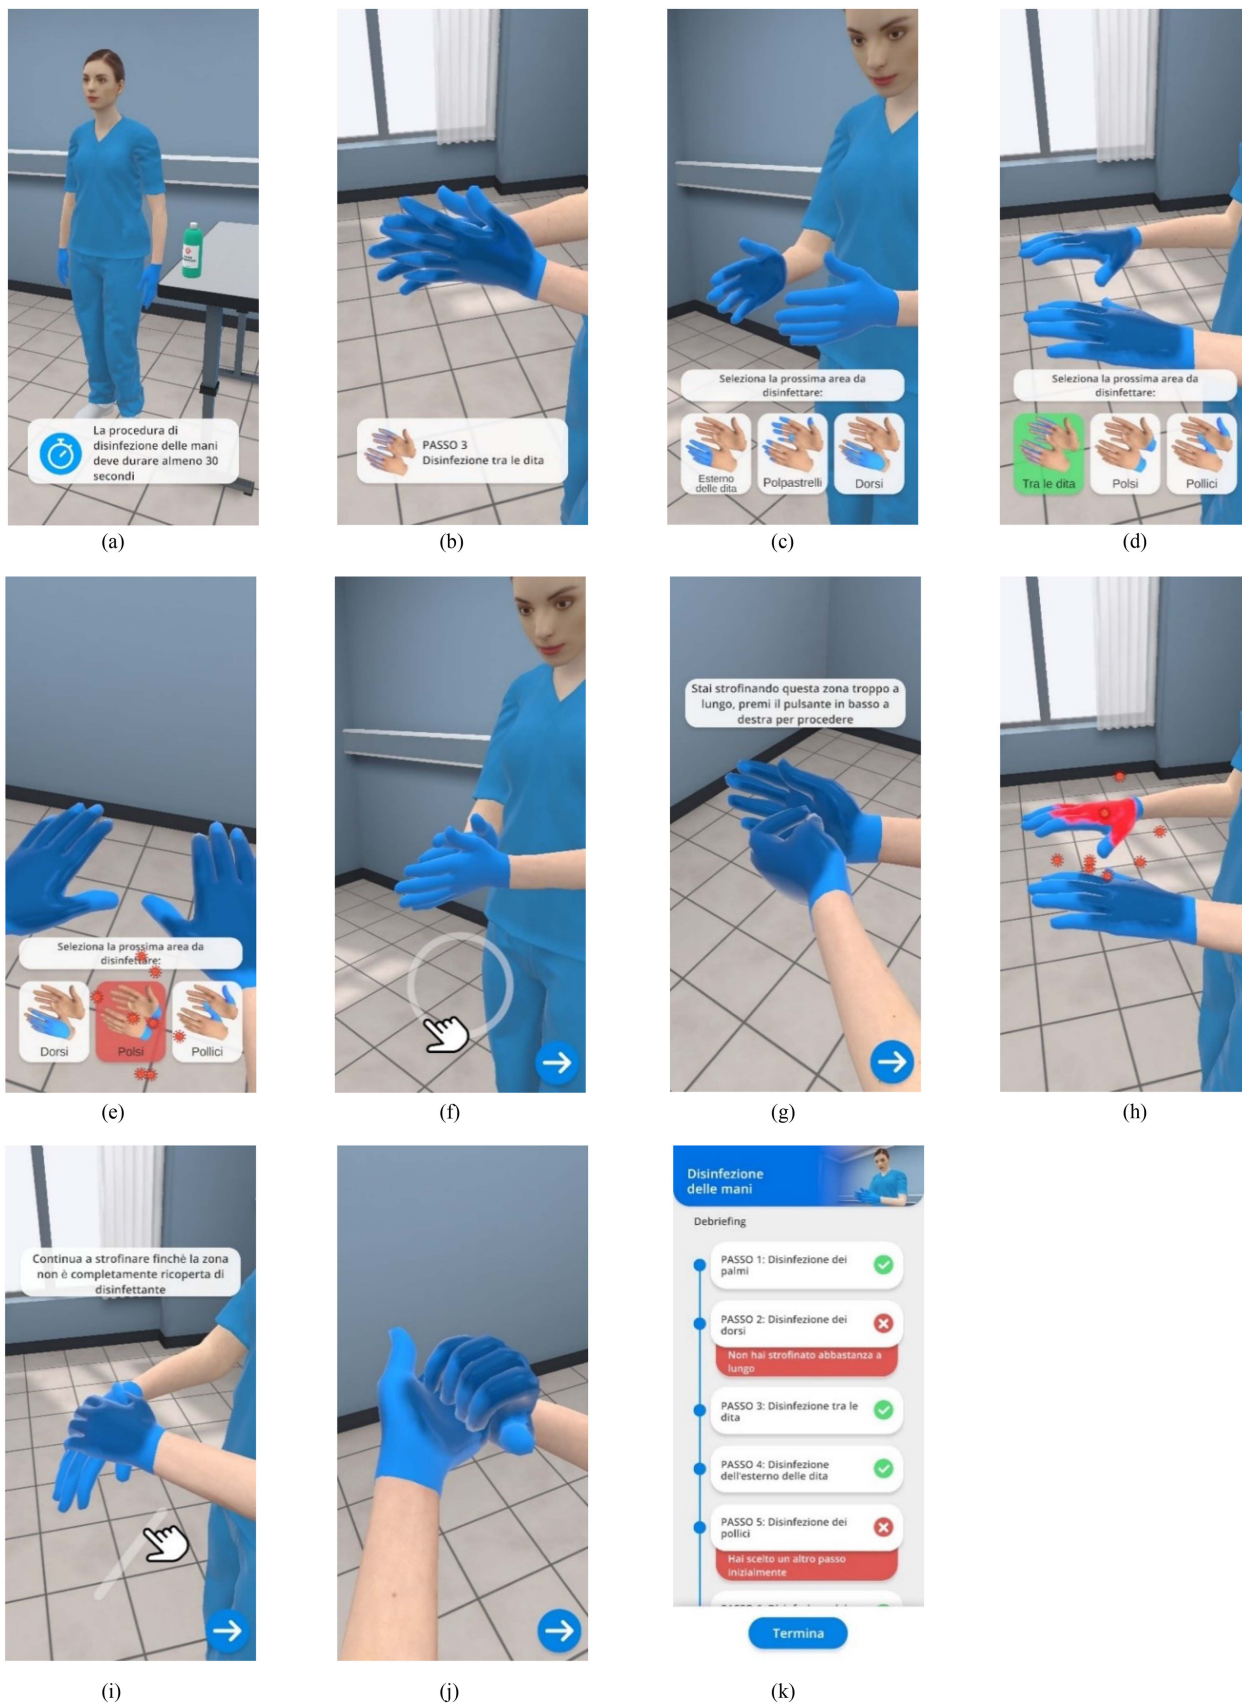 La procedura di
disinfezione delle mani
deve durare almeno 30
secondi
(a)
PASSO 3
Disinfezione tra le dita
(b)
Seleziona la prossima area da
disinfettare:
Esterno
delle dita
Polpastrelli
Dorsi
(c)
Seleziona la prossima area da
disinfettare:
Tra le dita
Polsi
Pollici
(d)
Seleziona la prossima area da
disinfettare:
Dorsi
Polsi
Pollici
(e)
(f)
Stai strofinando questa zona troppo a
lungo, premi il pulsante in basso a
destra per procedere
(g)
(h)
Continua a strofinare finchè la zona
non è completamente ricoperta di
disinfettante
(i)
(j)
Disinfezione
delle mani
Debriefing
PASSO 1: Disinfezione dei
palmi
PASSO 2: Disinfezione dei
dorsi
Non hai strofinato abbastanza a
lungo
PASSO 3: Disinfezione tra le
dita
PASSO 4: Disinfezione
dell'esterno delle dita
PASSO 5: Disinfezione dei
pollici
Hai scelto un altro passo
inizialmente
Termina
(k)